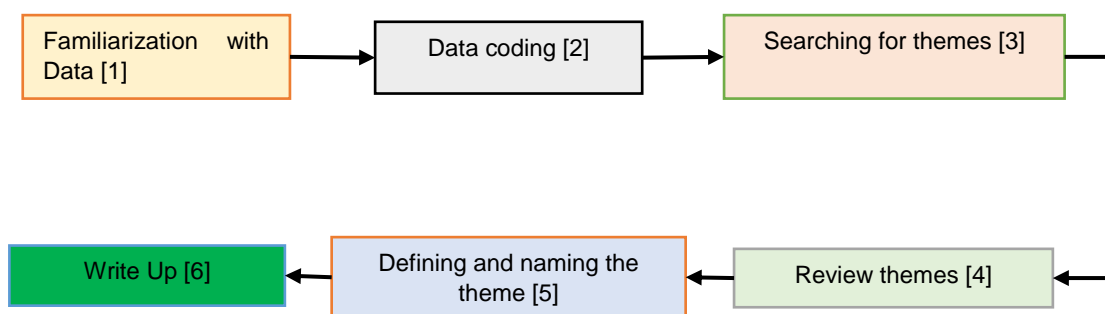 Familiarization with
Data [1]
Data coding [2]
Searching for themes [3]
Write Up [6]
Defining and naming the
theme [5]
Review themes [4]